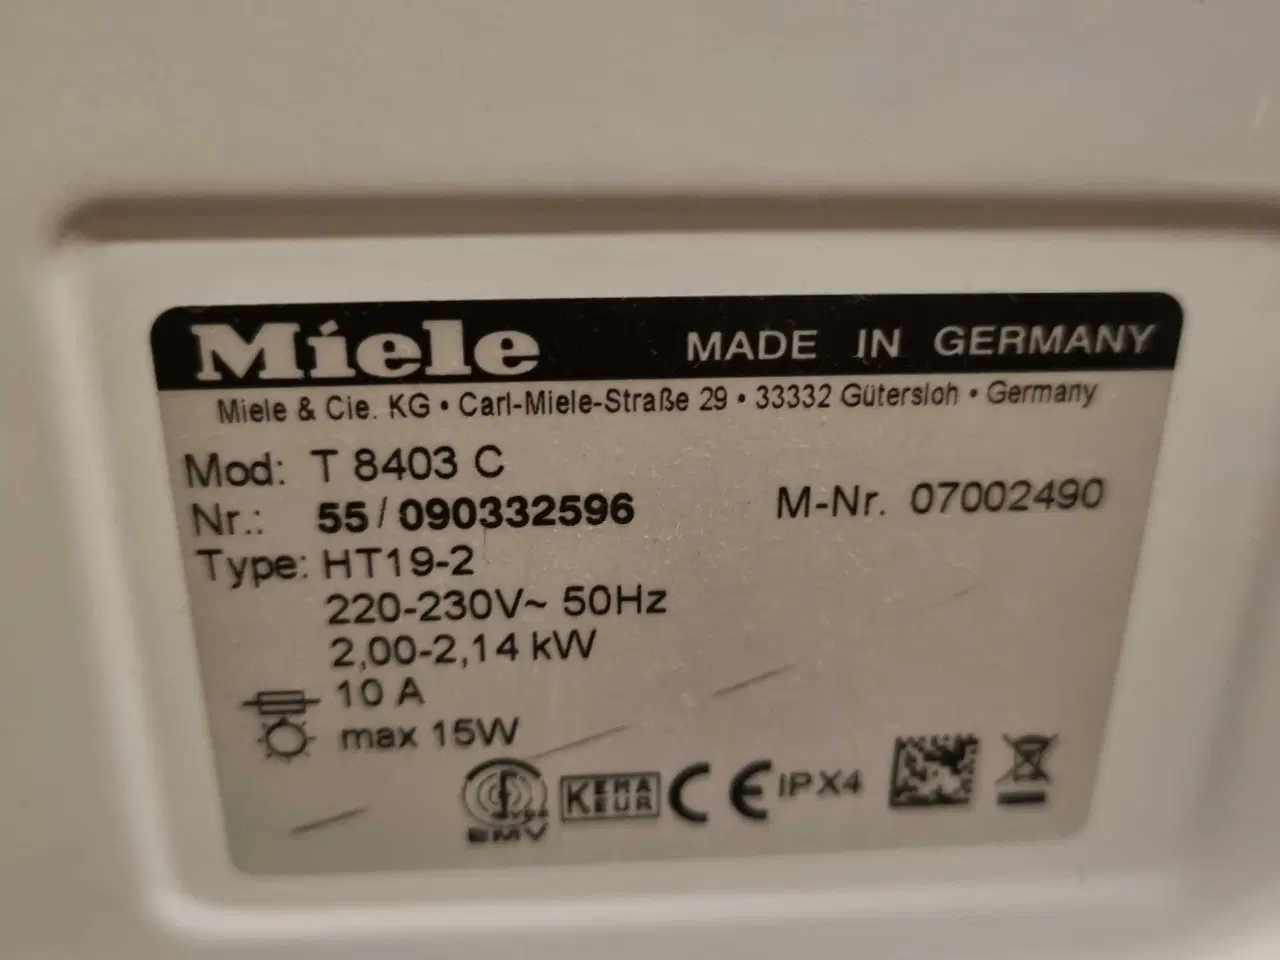 Miele MADE IN GERMANY
Miele & Cie. KG • Carl-Miele-Straße 29 • 33332 Gütersloh • Germany
Mod: T 8403 C
Nr.: 55 / 090332596 M-Nr. 07002490
Type: HT19-2
220-230V~ 50Hz
2,00-2,14 kW
10 A
max 15W
KEMA KEUR CE IPX4
EMV